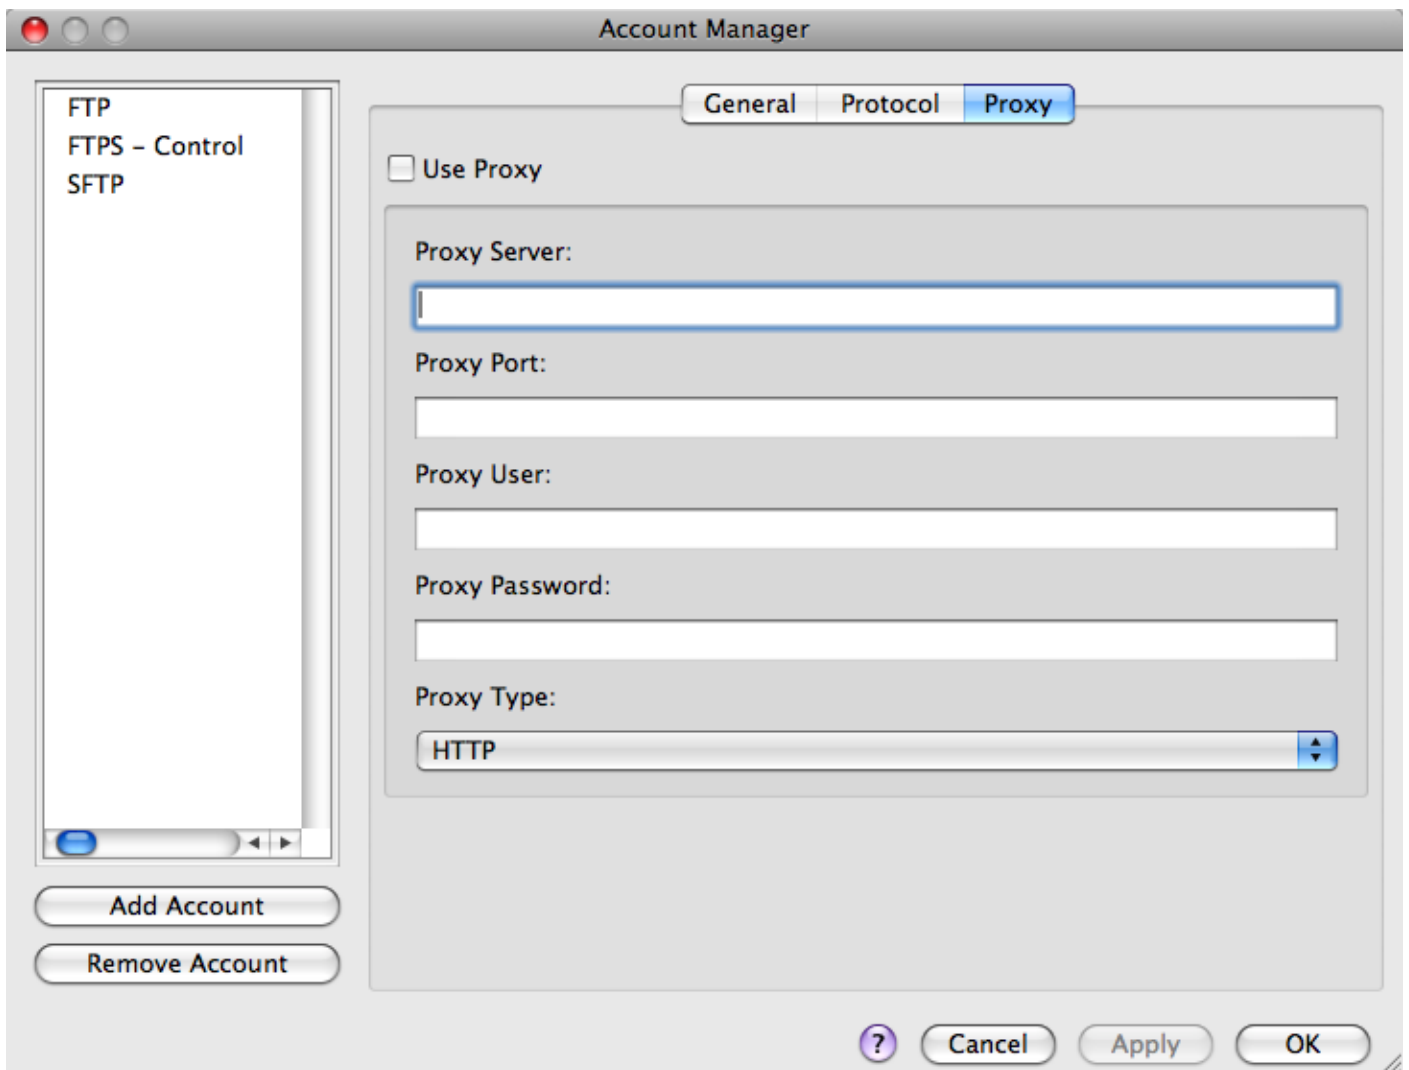 Account Manager
FTP
FTPS – Control
SFTP
Add Account
Remove Account
General Protocol Proxy
Use Proxy
Proxy Server:
Proxy Port:
Proxy User:
Proxy Password:
Proxy Type:
HTTP
? Cancel Apply OK